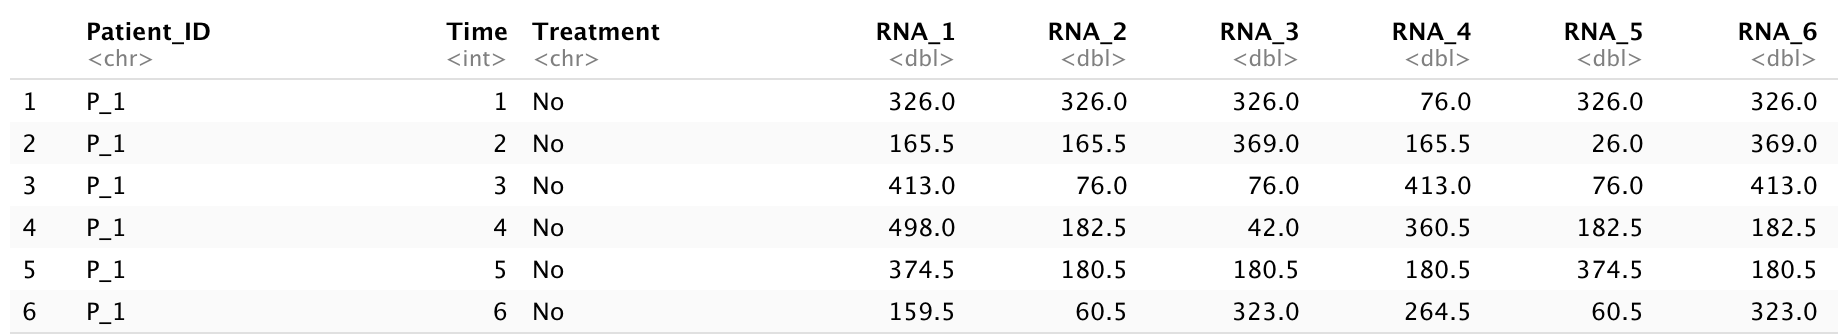 Patient_ID Time Treatment RNA_1 RNA_2 RNA_3 RNA_4 RNA_5 RNA_6
<chr> <int> <chr> <dbl> <dbl> <dbl> <dbl> <dbl> <dbl>
1 P_1 1 No 326.0 326.0 326.0 76.0 326.0 326.0
2 P_1 2 No 165.5 165.5 369.0 165.5 26.0 369.0
3 P_1 3 No 413.0 76.0 76.0 413.0 76.0 413.0
4 P_1 4 No 498.0 182.5 42.0 360.5 182.5 182.5
5 P_1 5 No 374.5 180.5 180.5 180.5 374.5 180.5
6 P_1 6 No 159.5 60.5 323.0 264.5 60.5 323.0